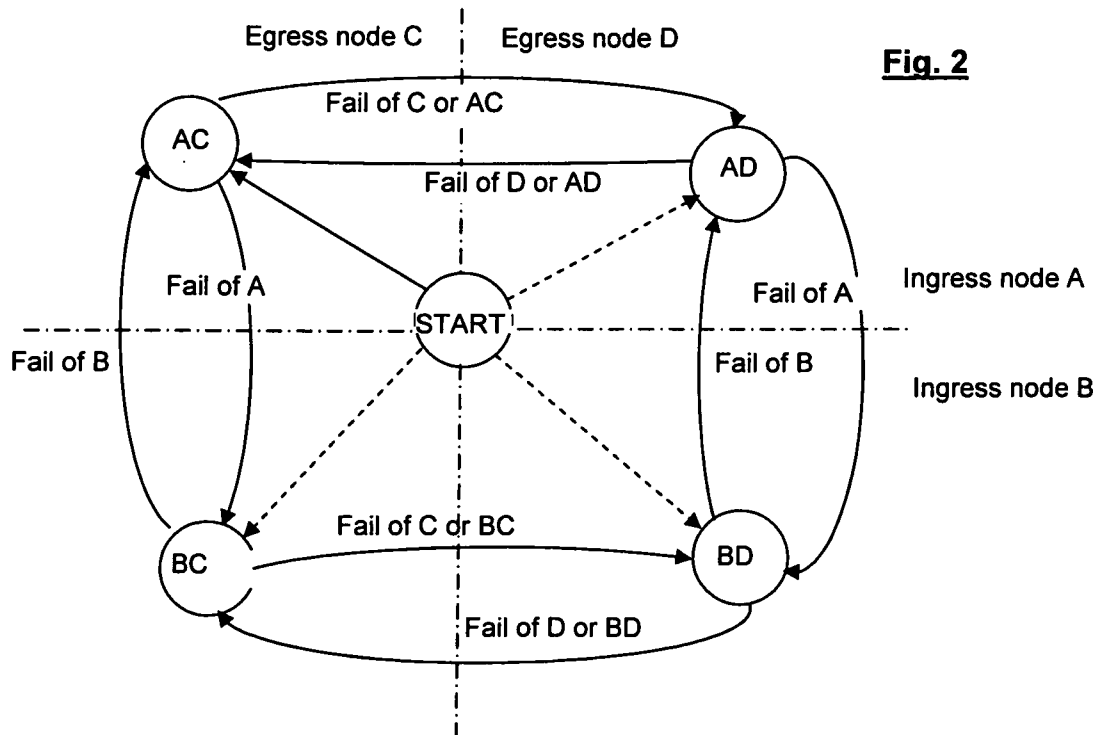 Egress node C
Egress node D
Fig. 2
Fail of C or AC
AC
AD
Fail of D or AD
Fail of A
Fail of A
Ingress node A
START
Fail of B
Fail of B
Ingress node B
Fail of C or BC
BC
BD
Fail of D or BD